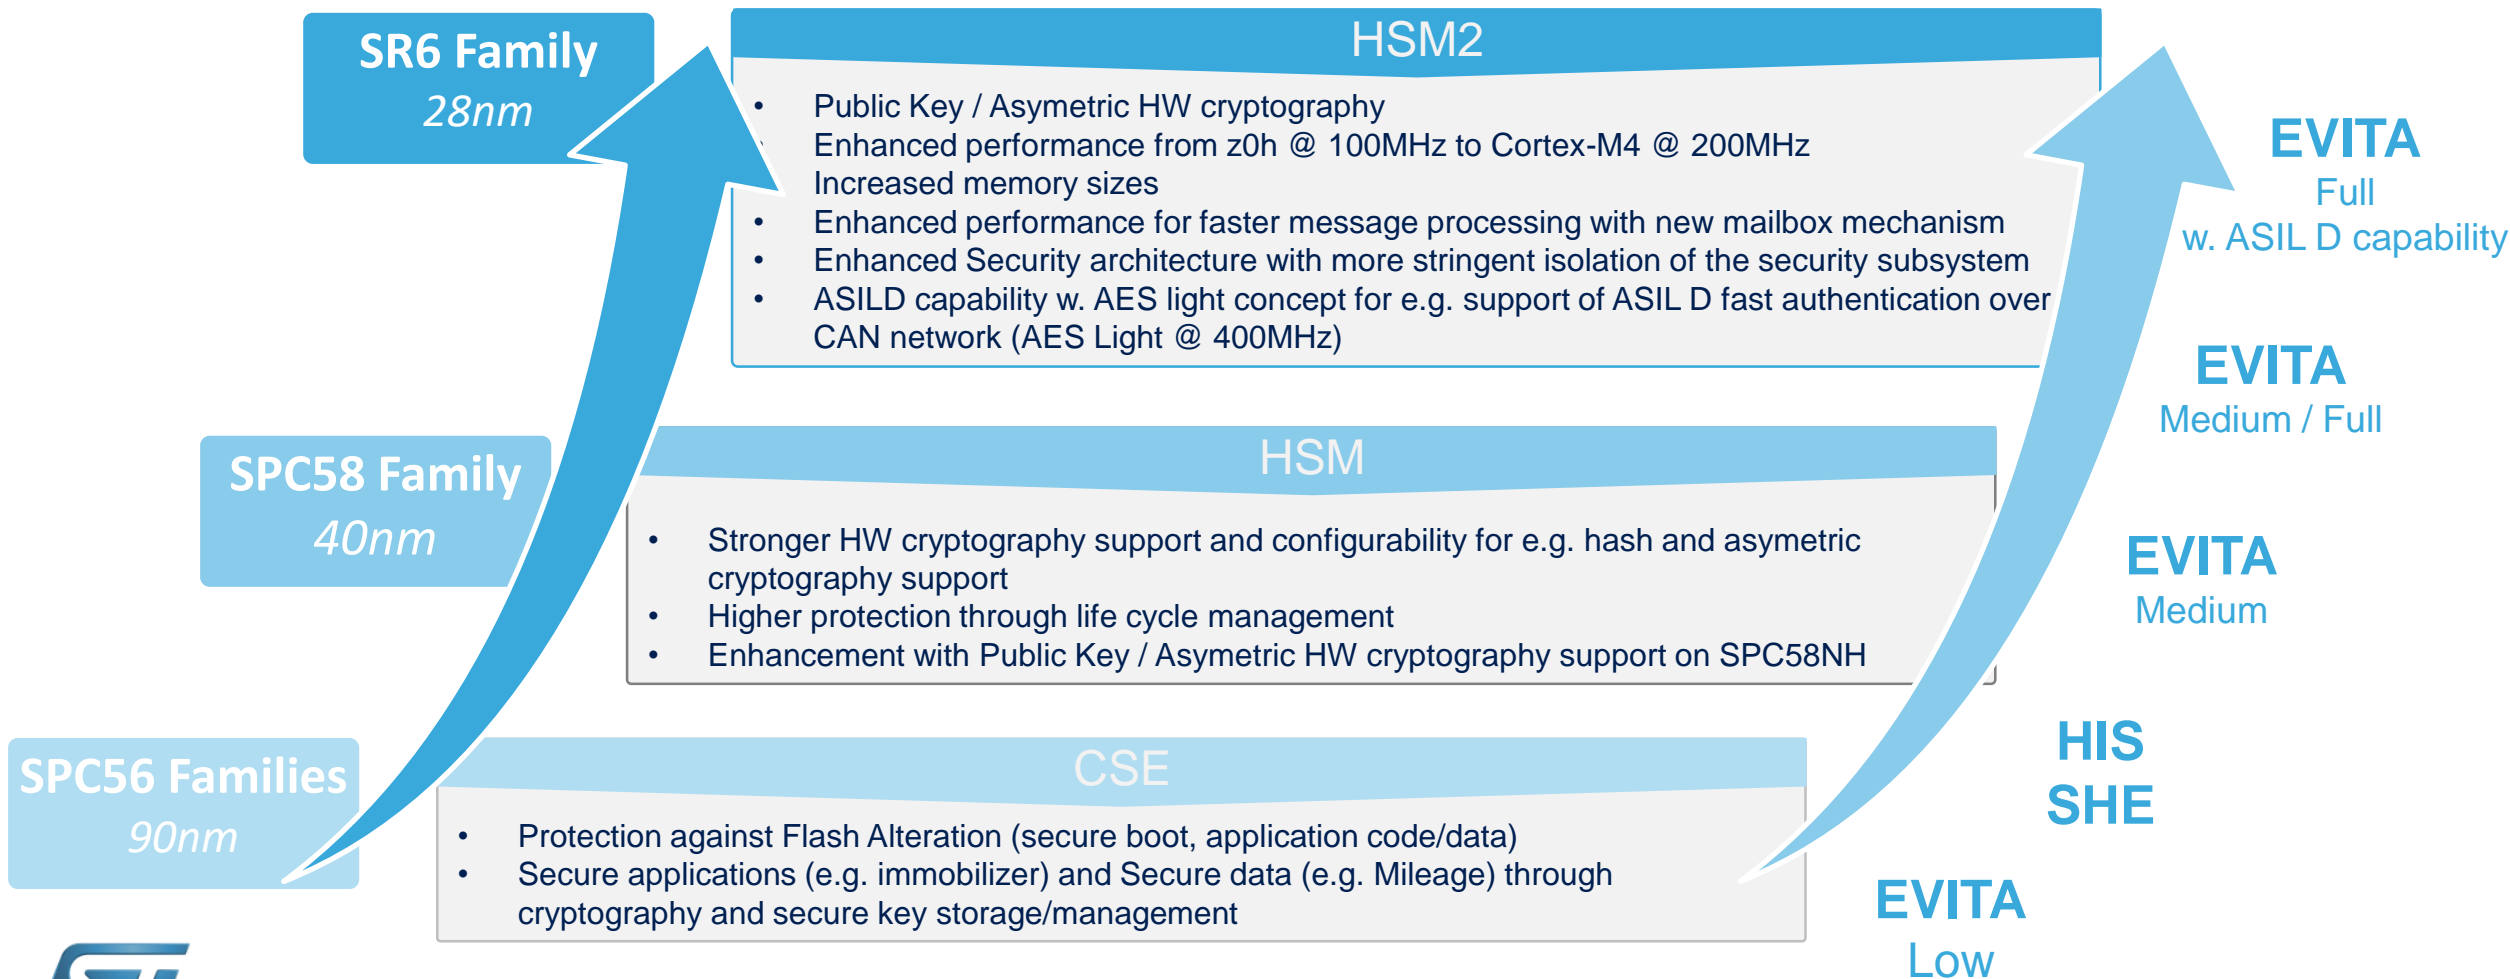 SR6 Family
28nm
HSM2
• Public Key / Asymetric HW cryptography
• Enhanced performance from z0h @ 100MHz to Cortex-M4 @ 200MHz
Increased memory sizes
• Enhanced performance for faster message processing with new mailbox mechanism
• Enhanced Security architecture with more stringent isolation of the security subsystem
• ASILD capability w. AES light concept for e.g. support of ASIL D fast authentication over
CAN network (AES Light @ 400MHz)
EVITA
Full
w. ASIL D capability
EVITA
Medium / Full
SPC58 Family
40nm
HSM
• Stronger HW cryptography support and configurability for e.g. hash and asymetric
cryptography support
• Higher protection through life cycle management
• Enhancement with Public Key / Asymetric HW cryptography support on SPC58NH
EVITA
Medium
SPC56 Families
90nm
CSE
• Protection against Flash Alteration (secure boot, application code/data)
• Secure applications (e.g. immobilizer) and Secure data (e.g. Mileage) through
cryptography and secure key storage/management
HIS
SHE
EVITA
Low